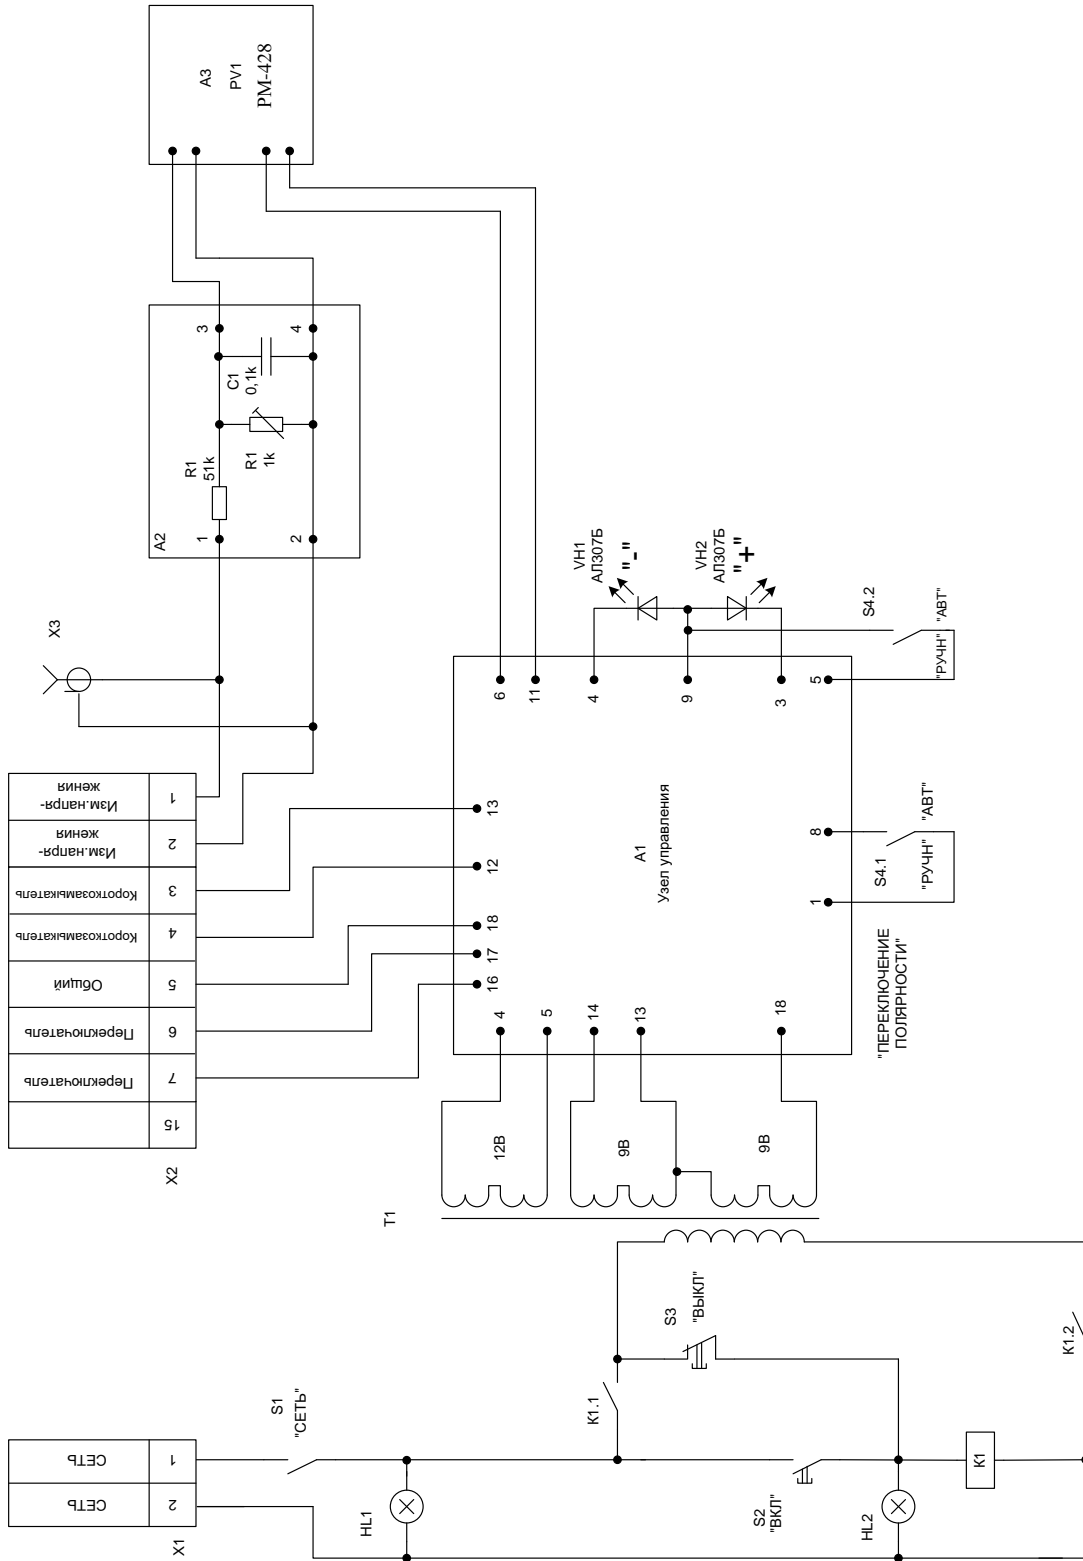 A3
PV1
PM-428
3
4
C1
0,1k
R1
1k
R1
51k
A2
1
2
X3
Изм.напря-
жения
1
Изм.напря-
жения
2
Короткозамыкатель
3
Короткозамыкатель
4
Общий
5
Переключатель
6
Переключатель
7
15
X2
VH1
АЛ307Б
"-"
VH2
АЛ307Б
"+"
S4.2
"РУЧН"
"АВТ"
6
11
4
9
3
5
13
12
18
17
16
A1
Узел управления
8
1
S4.1
"РУЧН"
"АВТ"
"ПЕРЕКЛЮЧЕНИЕ
ПОЛЯРНОСТИ"
4
5
14
13
18
12В
9В
9В
T1
S3
"ВЫКЛ"
K1.2
K1.1
S1
"СЕТЬ"
СЕТЬ
1
СЕТЬ
2
X1
HL1
S2
"ВКЛ"
HL2
K1